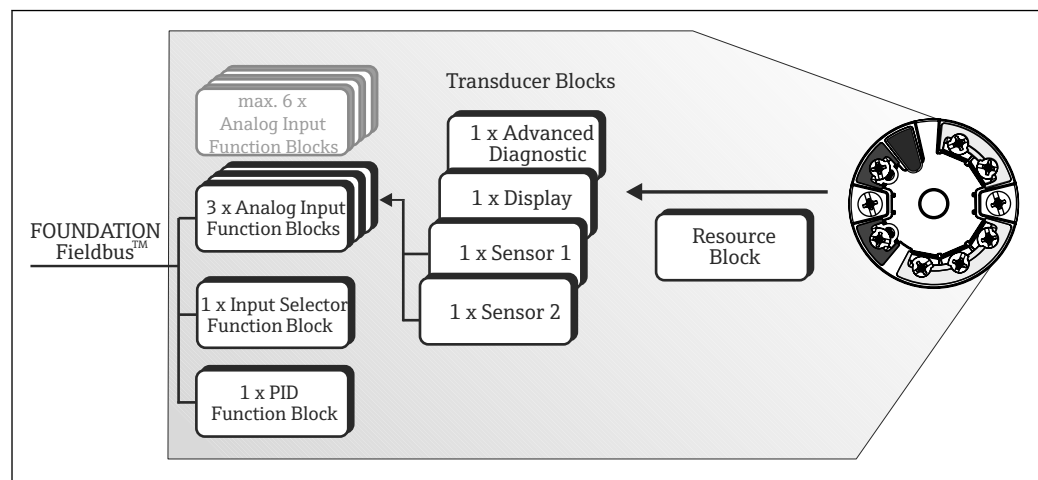 FOUNDATION
Fieldbus™
max. 6 x
Analog Input
Function Blocks
3 x Analog Input
Function Blocks
1 x Input Selector
Function Block
1 x PID
Function Block
Transducer Blocks
1 x Advanced
Diagnostic
1 x Display
1 x Sensor 1
1 x Sensor 2
Resource
Block